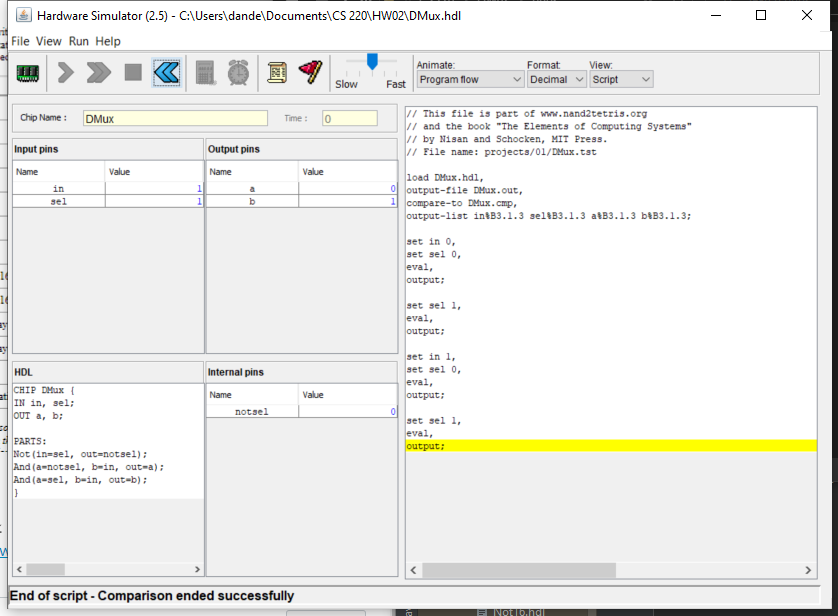 Hardware Simulator (2.5) - C:\Users\dande\Documents\CS 220\HW02\DMux.hdl
File View Run Help
Animate: Format: View:
Slow Fast Program flow Decimal Script
Chip Name : DMux Time : 0
Input pins
Name Value
in 1
sel 1
Output pins
Name Value
a 0
b 1
HDL
CHIP DMux {
IN in, sel;
OUT a, b;
PARTS:
Not(in=sel, out=notsel);
And(a=notsel, b=in, out=a);
And(a=sel, b=in, out=b);
}
Internal pins
Name Value
notsel 0
// This file is part of www.nand2tetris.org
// and the book "The Elements of Computing Systems"
// by Nisan and Schocken, MIT Press.
// File name: projects/01/DMux.tst
load DMux.hdl,
output-file DMux.out,
compare-to DMux.cmp,
output-list in%B3.1.3 sel%B3.1.3 a%B3.1.3 b%B3.1.3;
set in 0,
set sel 0,
eval,
output;
set sel 1,
eval,
output;
set in 1,
set sel 0,
eval,
output;
set sel 1,
eval,
output;
End of script - Comparison ended successfully
Not16.hdl